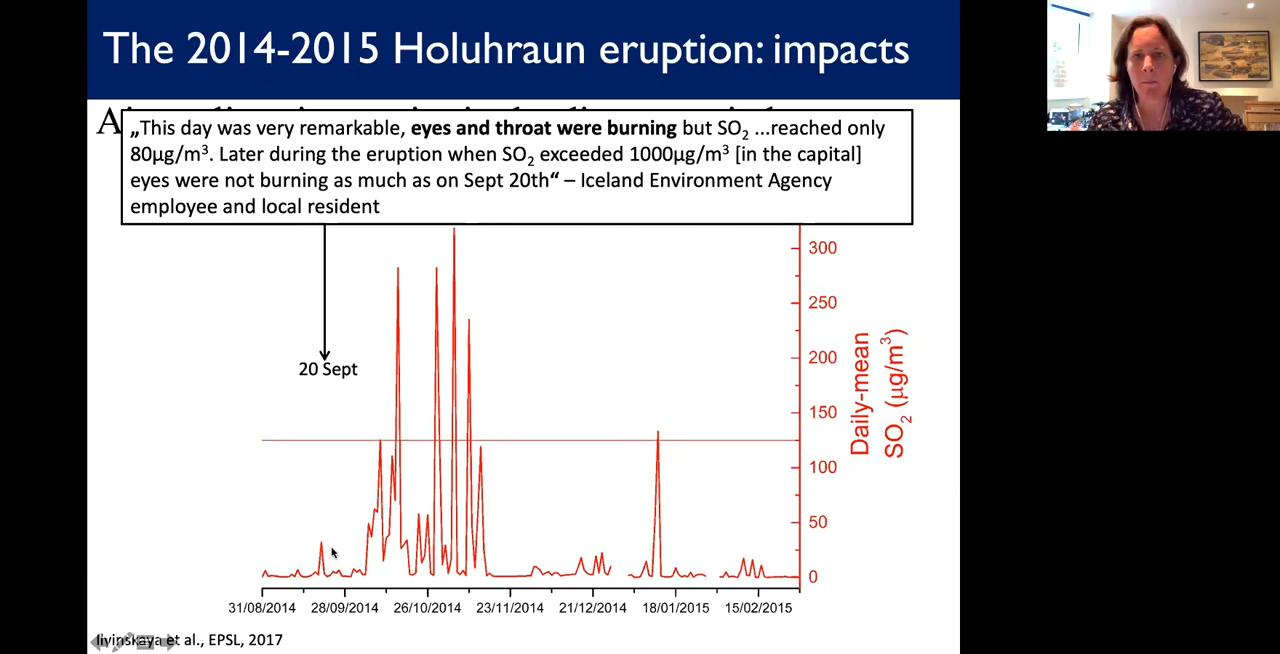 The 2014-2015 Holuhraun eruption: impacts
A
„This day was very remarkable, eyes and throat were burning but SO2 ...reached only
80µg/m3. Later during the eruption when SO2 exceeded 1000µg/m3 [in the capital]
eyes were not burning as much as on Sept 20th“ – Iceland Environment Agency
employee and local resident
20 Sept
300
250
200
150
100
50
0
Daily-mean
SO2 (µg/m3)
31/08/2014 28/09/2014 26/10/2014 23/11/2014 21/12/2014 18/01/2015 15/02/2015
et al., EPSL, 2017